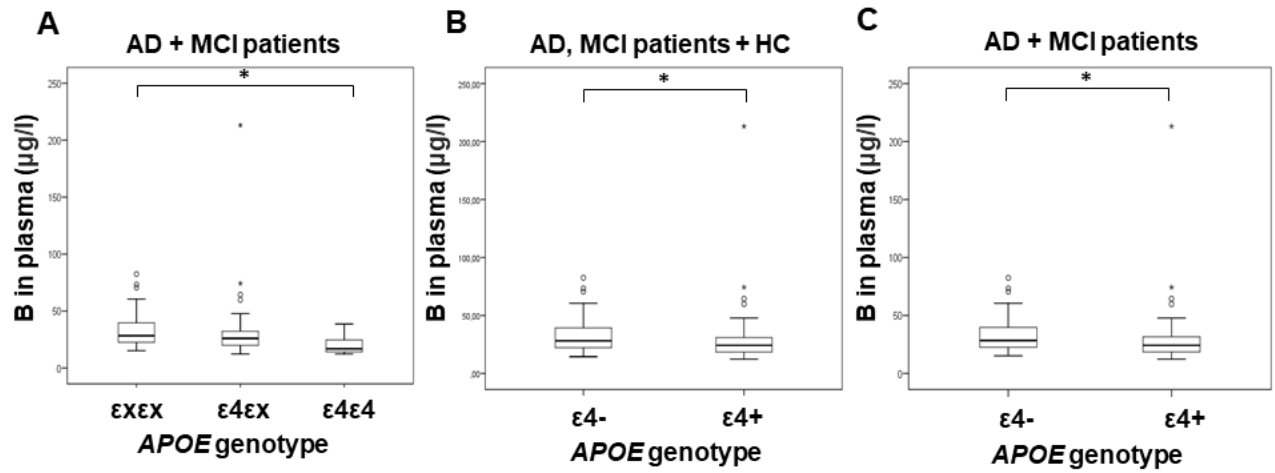 A
AD + MCI patients
*
B in plasma (µg/l)
250
200
150
100
50
0
*
*
εxεx
ε4εx
ε4ε4
APOE genotype
B
AD, MCI patients + HC
*
B in plasma (µg/l)
250,00
200,00
150,00
100,00
50,00
,00
*
*
ε4-
ε4+
APOE genotype
C
AD + MCI patients
*
B in plasma (µg/l)
250
200
150
100
50
0
*
*
ε4-
ε4+
APOE genotype